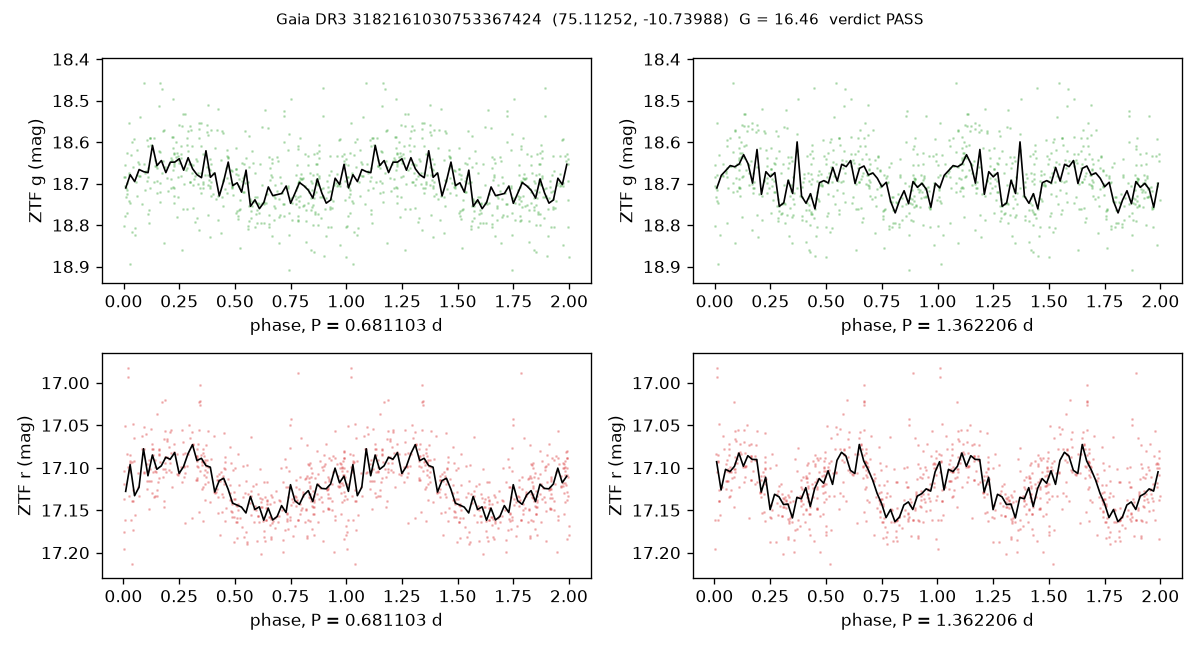 Gaia DR3 3182161030753367424 (75.11252, -10.73988) G = 16.46 verdict PASS
ZTF g (mag)
18.4
18.5
18.6
18.7
18.8
18.9
0.00 0.25 0.50 0.75 1.00 1.25 1.50 1.75 2.00
phase, P = 0.681103 d
ZTF g (mag)
18.4
18.5
18.6
18.7
18.8
18.9
0.00 0.25 0.50 0.75 1.00 1.25 1.50 1.75 2.00
phase, P = 1.362206 d
ZTF r (mag)
17.00
17.05
17.10
17.15
17.20
0.00 0.25 0.50 0.75 1.00 1.25 1.50 1.75 2.00
phase, P = 0.681103 d
ZTF r (mag)
17.00
17.05
17.10
17.15
17.20
0.00 0.25 0.50 0.75 1.00 1.25 1.50 1.75 2.00
phase, P = 1.362206 d